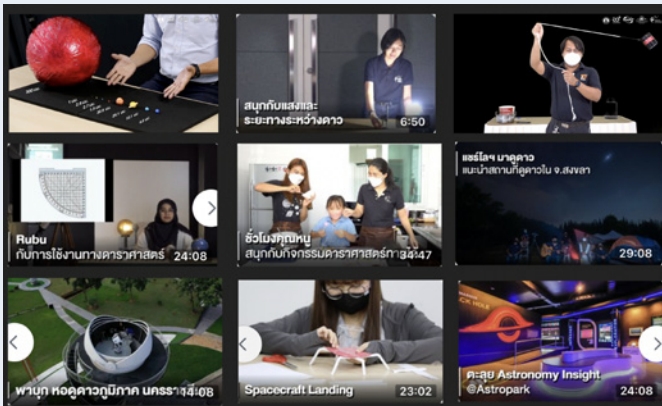 สนุกกับแสงและ
ระยะทางระหว่างดาว
6:50
Rubu
กับการใช้งานทางดาราศาสตร์
24:08
ชั่วโมงคุณหนู
สนุกกับกิจกรรมดาราศาสตร์ทา
34:47
แชร์โลฯ มาดูดาว
แนะนำสถานที่ดูดาวใน จ.สงขลา
29:08
พาบุก หอดูดาวภูมิภาค นครรา
14:08
Spacecraft Landing
23:02
ตะลุย Astronomy Insight
@Astropark
24:08